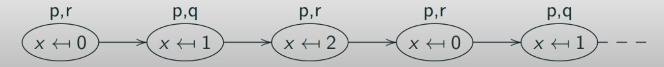 p,r p,q p,r p,r p,q
x ↤ 0 x ↤ 1 x ↤ 2 x ↤ 0 x ↤ 1